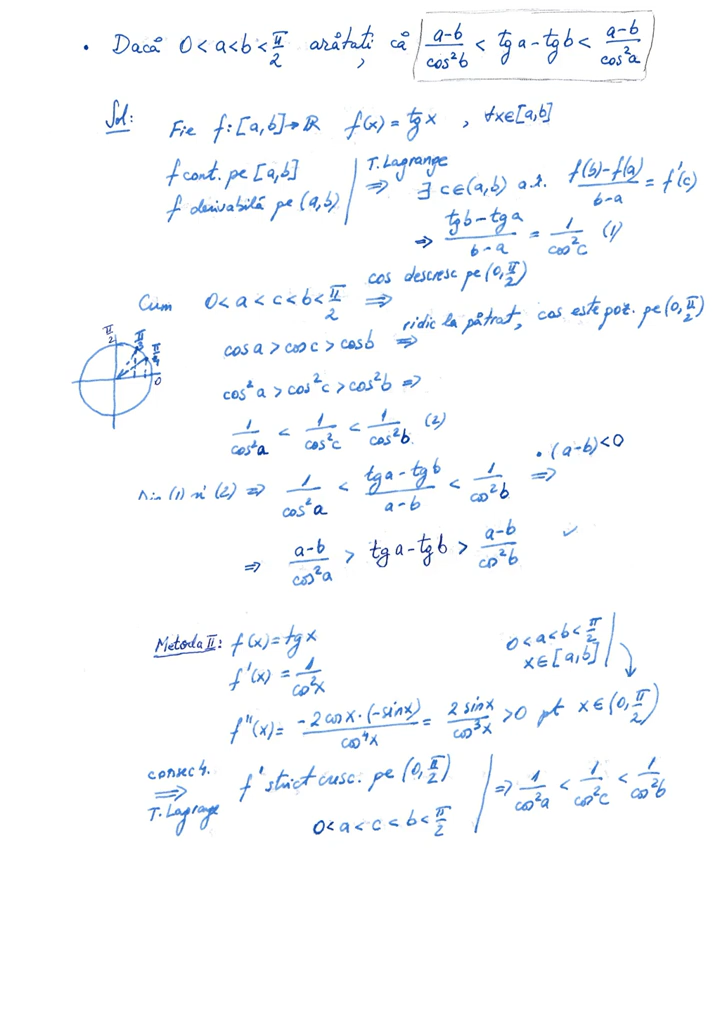 • Dacă 0<a<b<π/2 arătați că (a-b)/cos²b < tg a - tg b < (a-b)/cos²a
Sol: Fie f:[a,b]→ℝ f(x)=tg x , ∀x∈[a,b]
f cont. pe [a,b]
f derivabilă pe (a,b) | T. Lagrange ⇒ ∃ c∈(a,b) a.î. (f(b)-f(a))/(b-a) = f'(c)
⇒ (tg b - tg a)/(b-a) = 1/cos²c (1)
Cum 0<a<c<b<π/2 ⇒ cos descresc pe (0,π/2)
cos a > cos c > cos b ⇒ ridic la pătrat, cos este poz. pe (0,π/2)
cos²a > cos²c > cos²b ⇒
π/2 π/3 π/4 0
1/cos²a < 1/cos²c < 1/cos²b. (2)
Din (1) și (2) ⇒ 1/cos²a < (tg a - tg b)/(a-b) < 1/cos²b ⇒ •(a-b)<0
⇒ (a-b)/cos²a > tg a - tg b > (a-b)/cos²b ✓
Metoda II: f(x)=tg x
0<a<b<π/2
x∈[a,b]
f'(x) = 1/cos²x
f''(x) = (-2cos x·(-sin x))/cos⁴x = 2 sin x/cos³x >0 pt x∈(0,π/2)
consec 4. T. Lagrange ⇒ f' strict cresc. pe (0,π/2)
0<a<c<b<π/2 | ⇒ 1/cos²a < 1/cos²c < 1/cos²b